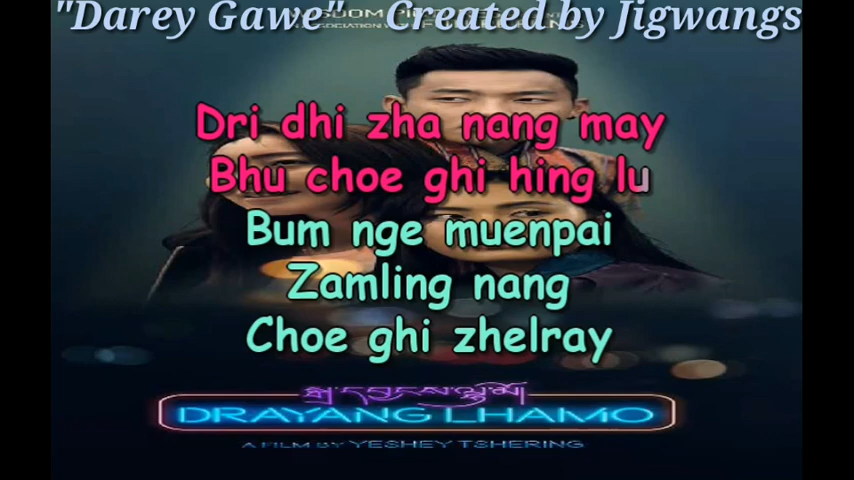 "Darey Gawe" Created by Jigwangs
Dri dhi zha nang may
Bhu choe ghi hing lu
Bum nge muenpai
Zamling nang
Choe ghi zhelray
DRAYANG LHAMO
A FILM BY YESHEY TSHERING